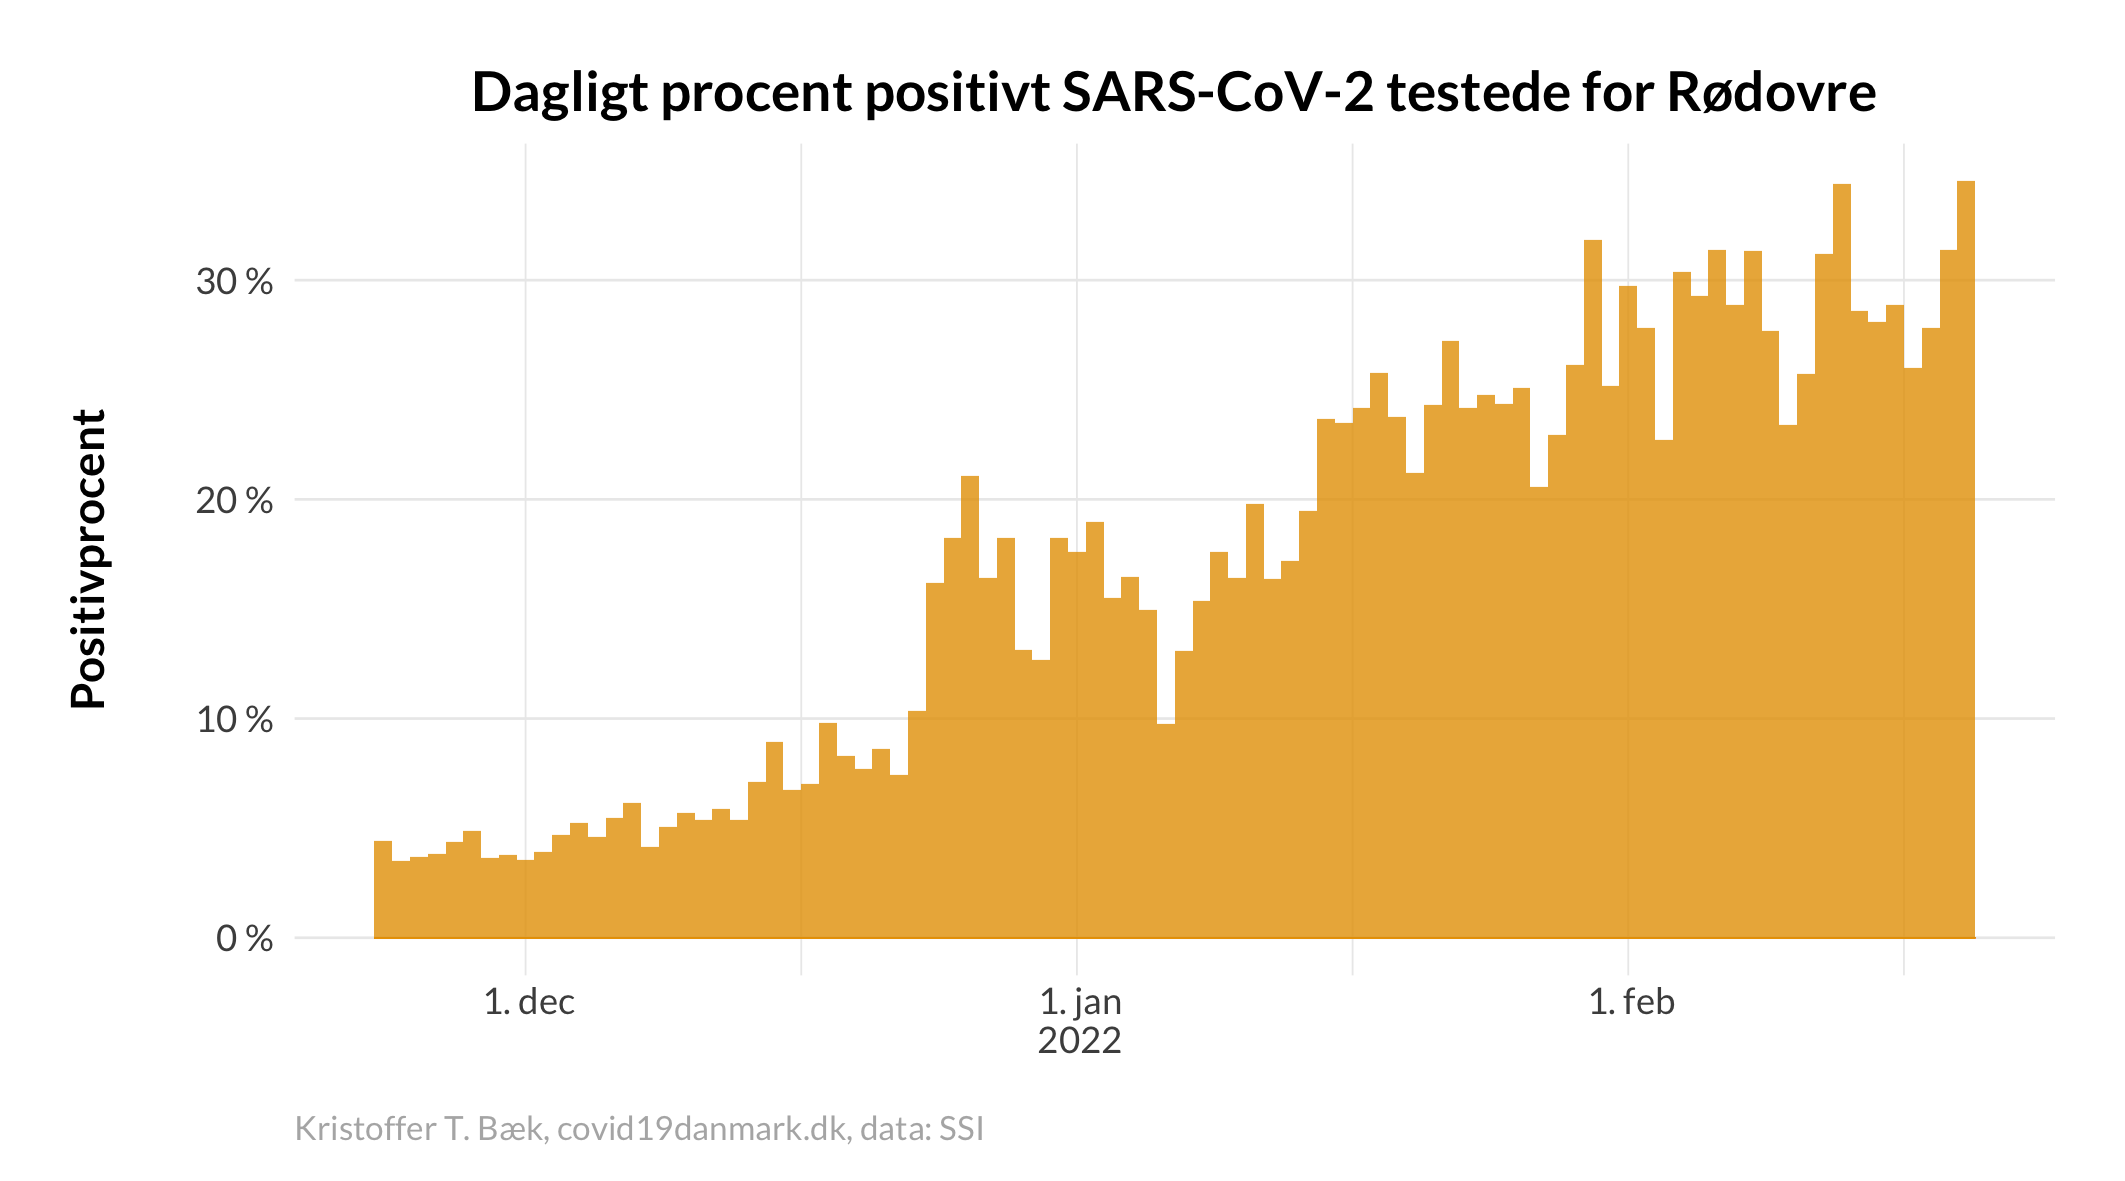 Dagligt procent positivt SARS-CoV-2 testede for Rødovre
Positivprocent
30 %
20 %
10 %
0 %
1. dec
1. jan
2022
1. feb
Kristoffer T. Bæk, covid19danmark.dk, data: SSI